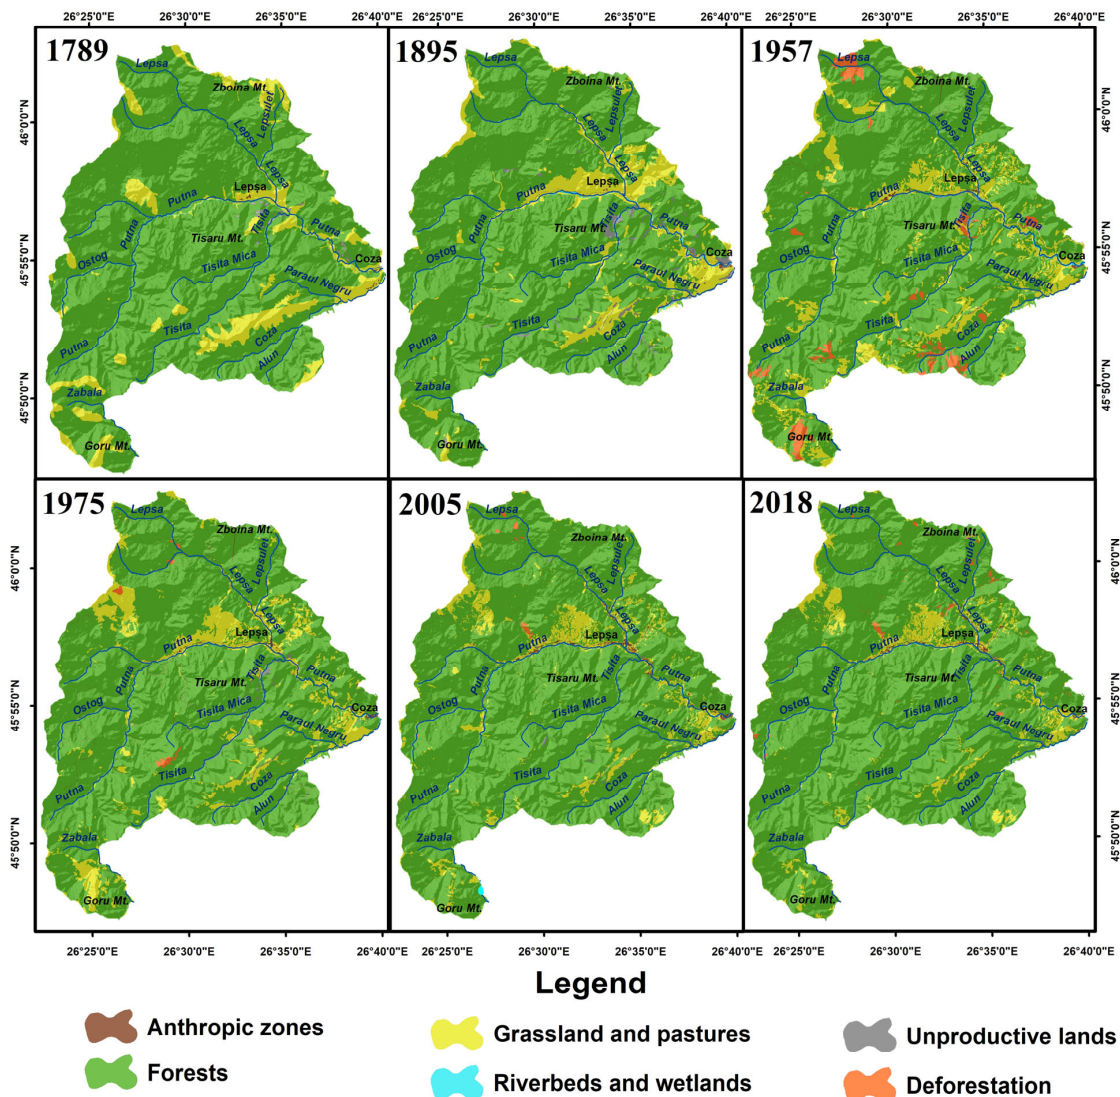 26°25'0"E 26°30'0"E 26°35'0"E 26°40'0"E 26°25'0"E 26°30'0"E 26°35'0"E 26°40'0"E 26°25'0"E 26°30'0"E 26°35'0"E 26°40'0"E
1789
Lepsa
Zboina Mt.
Lepsulet
Lepsa
Lepsa
Lepşa
Putna
Putna
Tisita
Putna
Tisaru Mt.
Ostog
Tisita Mica
Coza
Paraul Negru
Tisita
Coza
Alun
Putna
Zabala
Goru Mt.
1895
Lepsa
Zboina Mt.
Lepsulet
Lepsa
Lepsa
Lepşa
Putna
Putna
Tisita
Putna
Tisaru Mt.
Ostog
Tisita Mica
Coza
Paraul Negru
Tisita
Coza
Alun
Putna
Zabala
Goru Mt.
1957
Lepsa
Zboina Mt.
Lepsulet
Lepsa
Lepsa
Lepşa
Putna
Putna
Tisita
Putna
Tisaru Mt.
Ostog
Tisita Mica
Coza
Paraul Negru
Tisita
Coza
Alun
Putna
Zabala
Goru Mt.
46°0'0"N
45°55'0"N
45°50'0"N
46°0'0"N
45°55'0"N
45°50'0"N
1975
Lepsa
Zboina Mt.
Lepsulet
Lepsa
Lepsa
Lepşa
Putna
Putna
Tisita
Putna
Tisaru Mt.
Ostog
Tisita Mica
Coza
Paraul Negru
Tisita
Coza
Alun
Putna
Zabala
Goru Mt.
2005
Lepsa
Zboina Mt.
Lepsulet
Lepsa
Lepsa
Lepşa
Putna
Putna
Tisita
Putna
Tisaru Mt.
Ostog
Tisita Mica
Coza
Paraul Negru
Tisita
Coza
Alun
Putna
Zabala
Goru Mt.
2018
Lepsa
Zboina Mt.
Lepsulet
Lepsa
Lepsa
Lepşa
Putna
Putna
Tisita
Putna
Tisaru Mt.
Ostog
Tisita Mica
Coza
Paraul Negru
Tisita
Coza
Alun
Putna
Zabala
Goru Mt.
46°0'0"N
45°55'0"N
45°50'0"N
46°0'0"N
45°55'0"N
45°50'0"N
26°25'0"E 26°30'0"E 26°35'0"E 26°40'0"E 26°25'0"E 26°30'0"E 26°35'0"E 26°40'0"E 26°25'0"E 26°30'0"E 26°35'0"E 26°40'0"E
Legend
Anthropic zones
Grassland and pastures
Unproductive lands
Forests
Riverbeds and wetlands
Deforestation